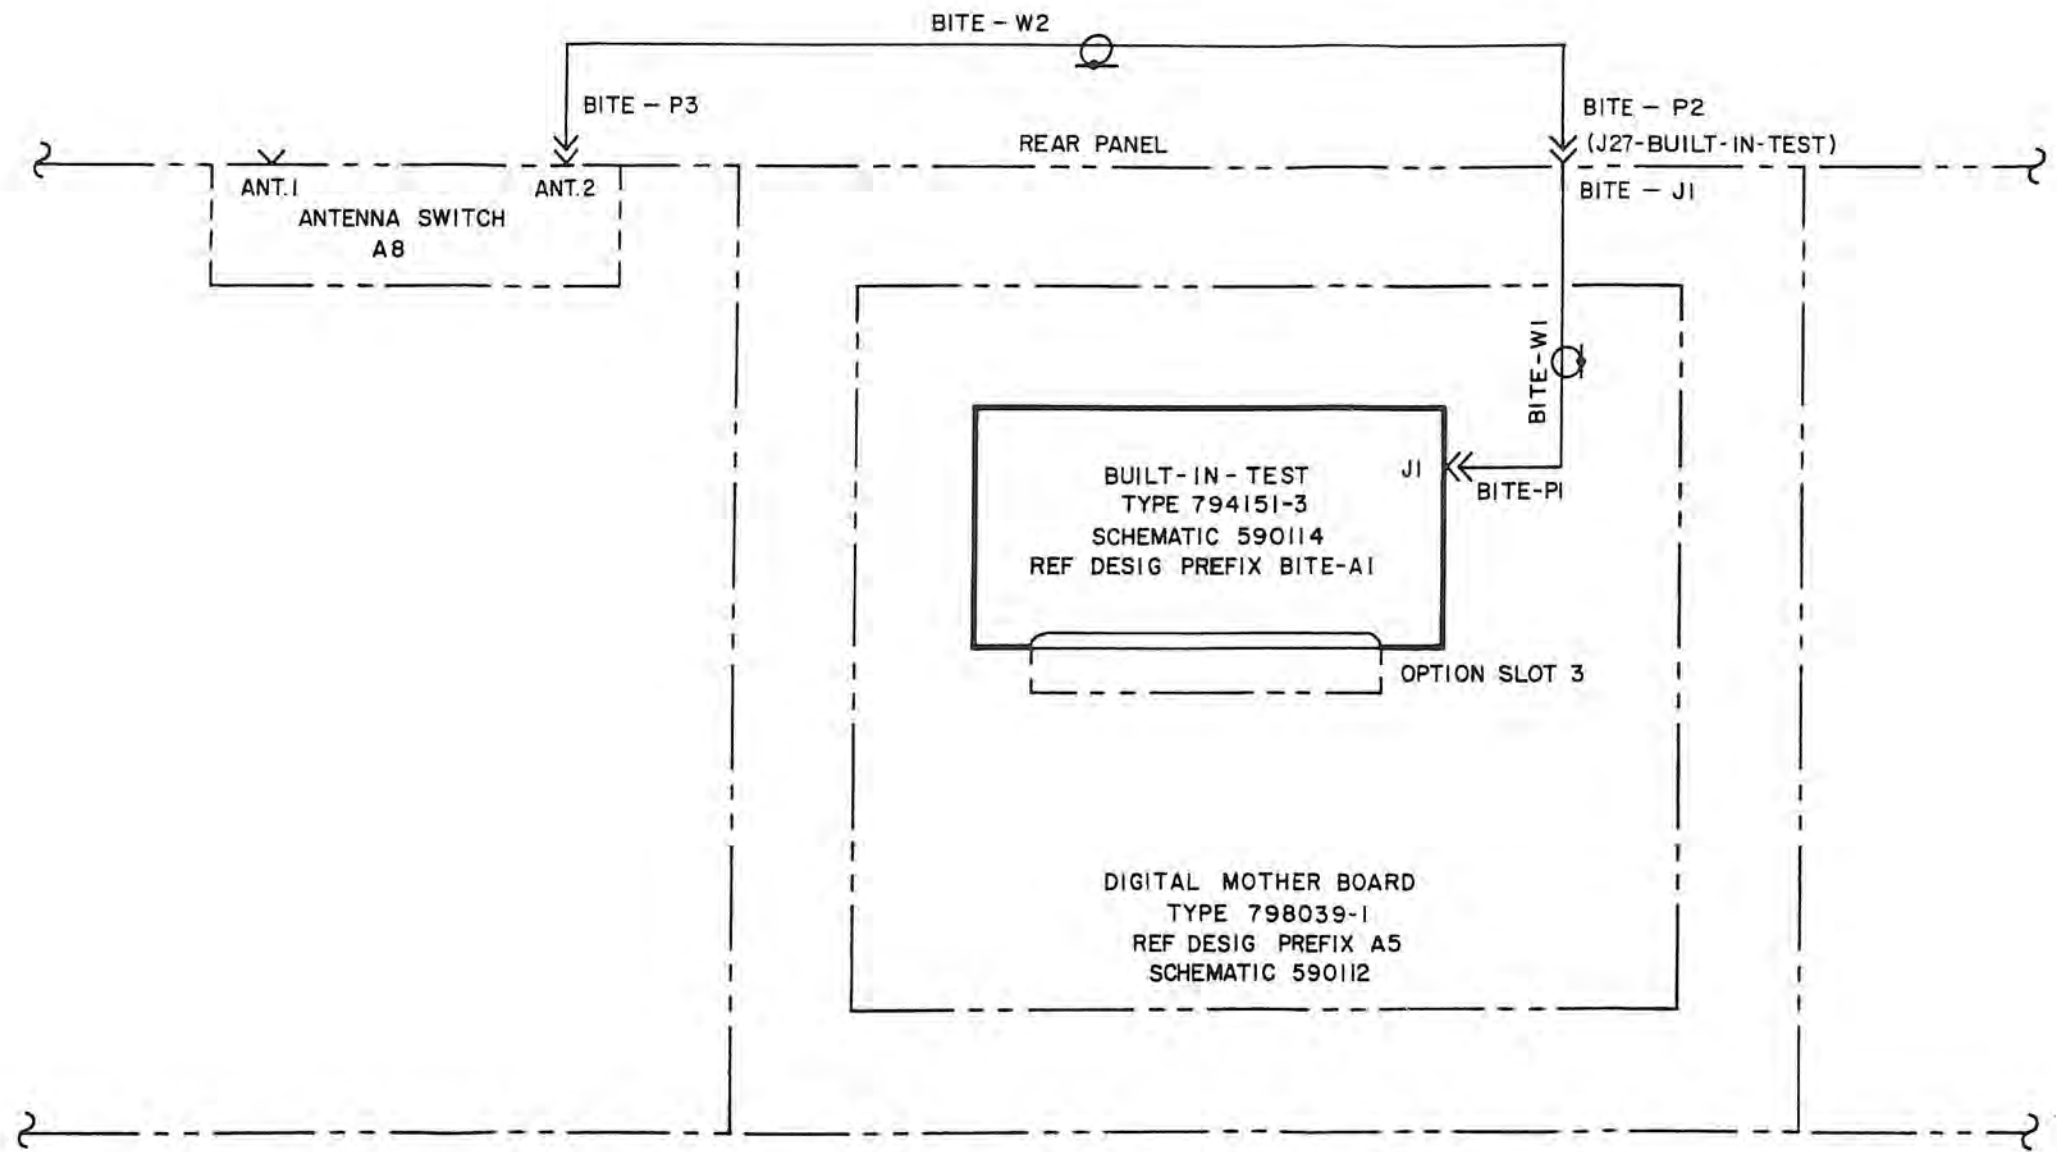 BITE - W2
BITE - P3
BITE - P2
REAR PANEL
(J27-BUILT-IN-TEST)
ANT.1
ANT.2
BITE - J1
ANTENNA SWITCH
A8
BITE-W1
BUILT-IN-TEST
J1
TYPE 794151-3
BITE-P1
SCHEMATIC 590114
REF DESIG PREFIX BITE-A1
OPTION SLOT 3
DIGITAL MOTHER BOARD
TYPE 798039-1
REF DESIG PREFIX A5
SCHEMATIC 590112